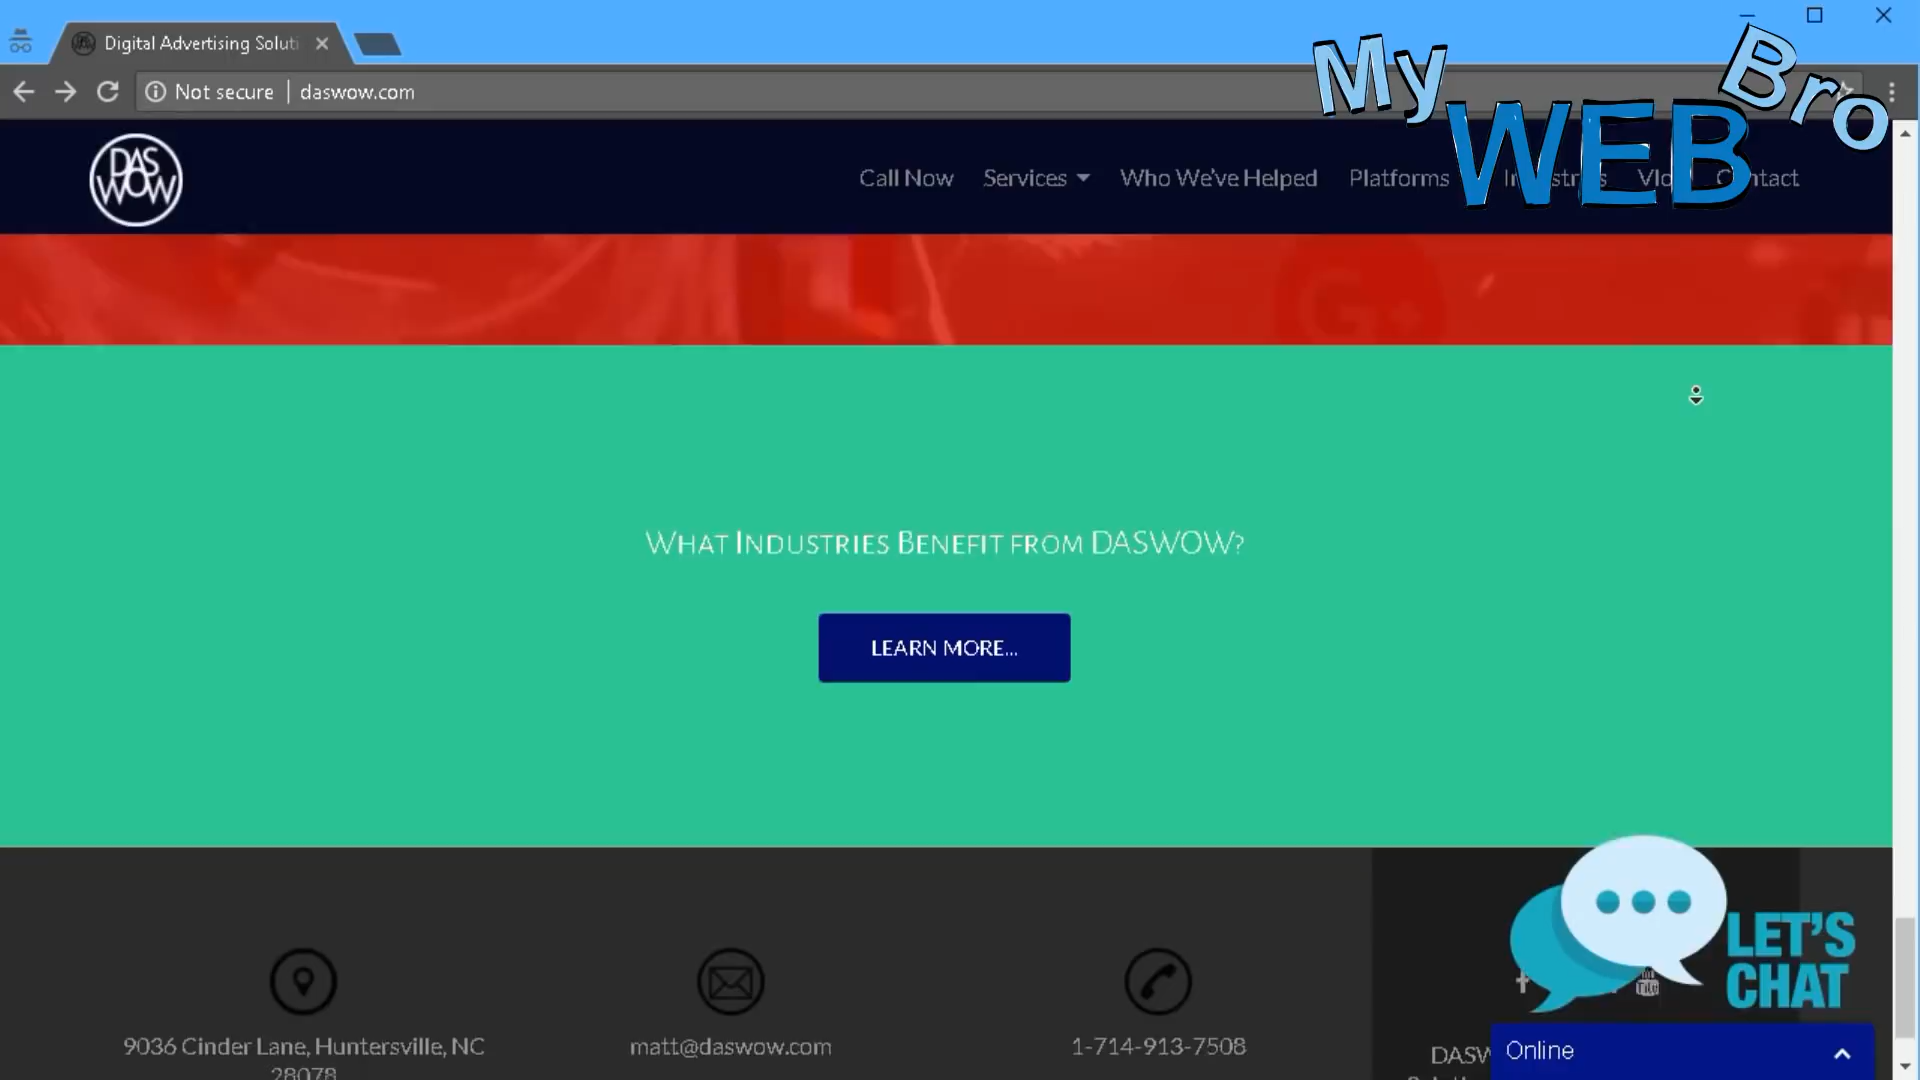 Digital Advertising Soluti
Not secure
daswow.com
My WEB Bro
DAS
WOW
Call Now
Services
Who We've Helped
Platforms
G+
WHAT INDUSTRIES BENEFIT FROM DASWOW?
LEARN MORE...
LET'S
CHAT
9036 Cinder Lane, Huntersville, NC
28078
matt@daswow.com
1-714-913-7508
Online